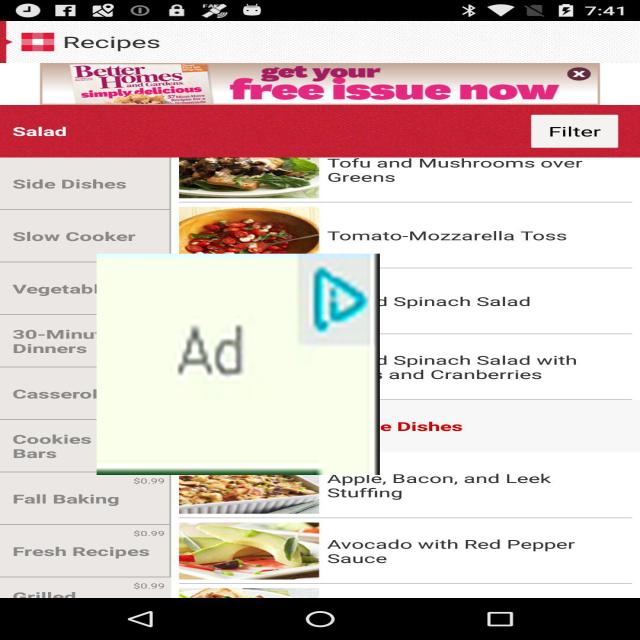 7:41
Recipes
Better Homes and Gardens
simply delicious
get your
free issue now
Salad
Filter
Side Dishes
Slow Cooker
Vegetabl
30-Minu
Dinners
Casserol
Cookies
Bars
$0.99
Fall Baking
$0.99
Fresh Recipes
$0.99
Grilled
Tofu and Mushrooms over
Greens
Tomato-Mozzarella Toss
d Spinach Salad
d Spinach Salad with
s and Cranberries
e Dishes
Apple, Bacon, and Leek
Stuffing
Avocado with Red Pepper
Sauce
Ad